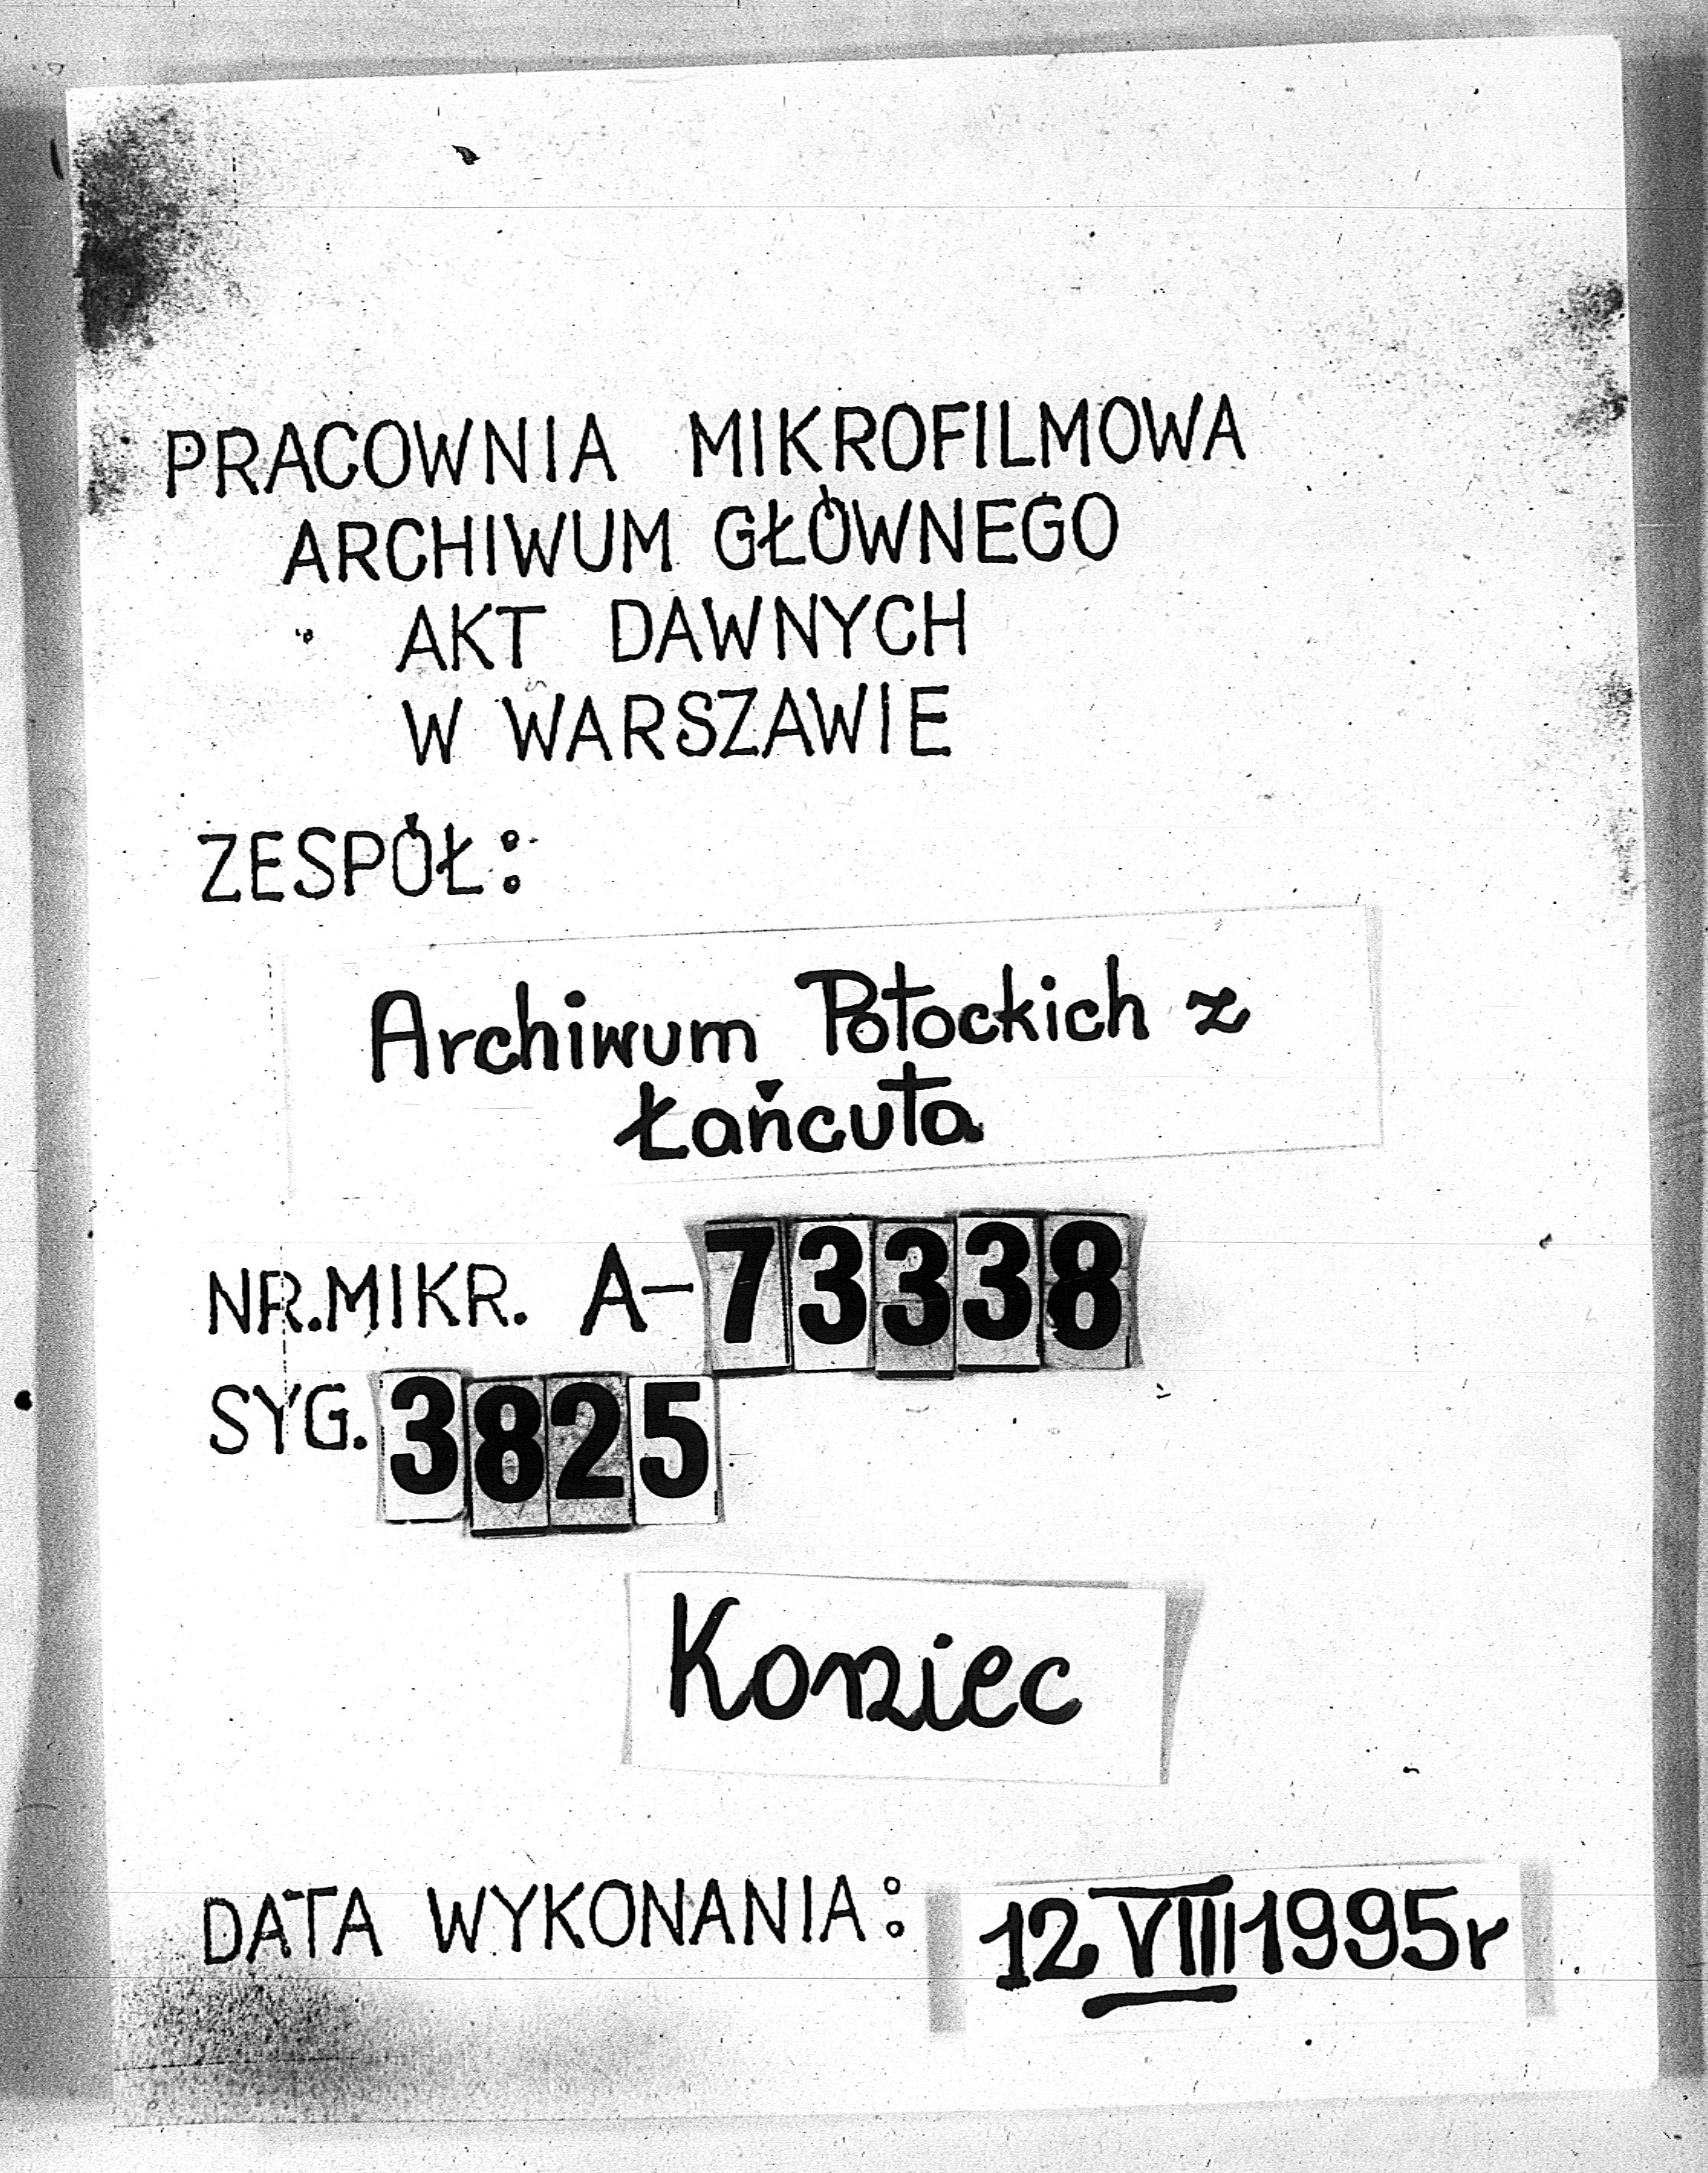 PRACOWNIA MIKROFILMOWA
ARCHIWUM GŁÓWNEGO
AKT DAWNYCH
W WARSZAWIE
ZESPÓŁ:
Archiwum Potockich z
Łańcuta
NR.MIKR. A-73338
SYG. 3825
Koniec
DATA WYKONANIA: 12 VIII 1995r